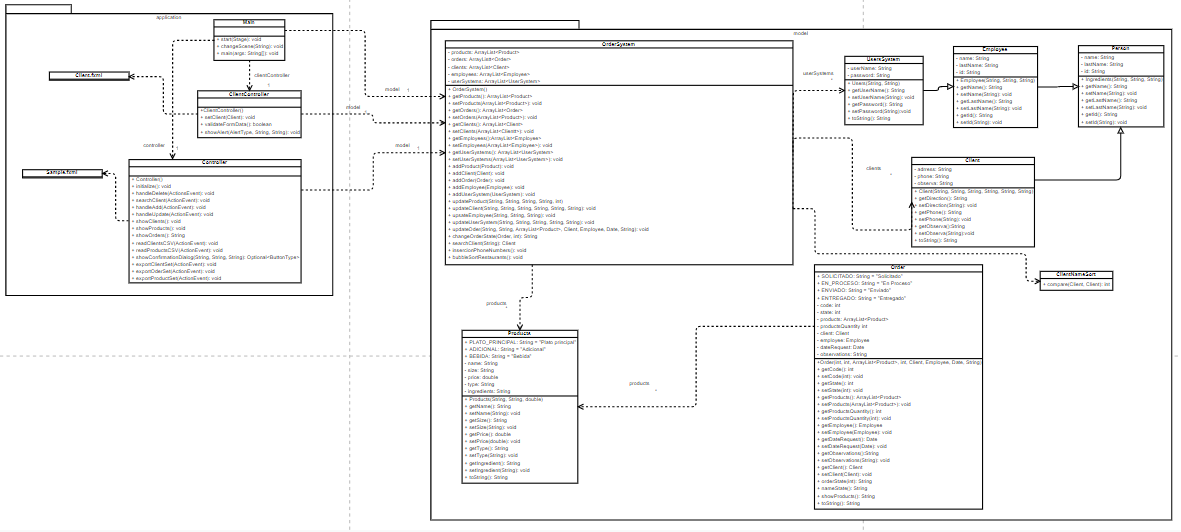 application
Main
+ start(Stage): void
+ changeScene(String): void
+ main(args: String[]): void
clientController
Client.fxml
ClientController
+ClientController()
+ setClient(Client): void
+ validateFormData(): boolean
+ showAlert(AlertType, String, String): void
controller
1
Sample.fxml
Controller
+ Controller()
+ initialize(): void
+ handleDelete(ActionEvent): void
+ searchClient(ActionEvent): void
+ handleAdd(ActionEvent): void
+ handleUpdate(ActionEvent): void
+ showClients(): void
+ showProducts(): void
+ showOrders(): String
+ readClientsCSV(ActionEvent): void
+ readProductsCSV(ActionEvent): void
+ showConfirmationDialog(String, String, String): Optional<ButtonType>
+ exportClientSet(ActionEvent): void
+ exportOrderSet(ActionEvent): void
+ exportProductSet(ActionEvent): void
model
1
model
1
model
1
model
OrderSystem
- products: ArrayList<Product>
- orders: ArrayList<Order>
- clients: ArrayList<Client>
- employees: ArrayList<Employee>
- userSystems: ArrayList<UserSystem>
+ OrderSystem()
+ getProducts(): ArrayList<Product>
+ setProducts(ArrayList<Product>): void
+ getOrders(): ArrayList<Order>
+ setOrders(ArrayList<Product>): void
+ getClients(): ArrayList<Client>
+ setClients(ArrayList<Client>): void
+ getEmployees():ArrayList<Employee>
+ setEmployees(ArrayList<Employee>): void
+ getUserSystems(): ArrayList<UserSystem>
+ setUserSystems(ArrayList<UserSystem>): void
+ addProduct(Product): void
+ addClient(Client): void
+ addOrder(Order): void
+ addEmployee(Employee): void
+ addUserSystem(UserSystem): void
+ updateProduct(String, String, String, String, int)
+ updateClient(String, String, String, String, String, String): void
+ upsateEmployee(String, String, String): void
+ updateUserSystem(String, String, String, String, String): void
+ updateOder(String, String, ArrayList<Product>, Client, Employee, Date, String): void
+ changeOrderState(Order, int): String
+ searchClient(String): Client
+ insercionPhoneNumbers(): void
+ bubbleSortRestaurants(): void
userSystems
UsersSystem
- userName: String
- password: String
+ Users(String, String)
+ getUserName(): String
+ setUserName(String): void
+ getPassword(): String
+ setPassword(String): void
+ toString(): String
Employee
- name: String
- lastName: String
- id: String
+ Employee(String, String, String)
+ getName(): String
+ setName(String): void
+ getLastName(): String
+ setLastName(String): void
+ getId(): String
+ setId(String): void
Person
- name: String
- lastName: String
- id: String
+ Ingredients(String, String, String)
+ getName(): String
+ setName(String): void
+ getLastName(): String
+ setLastName(String): void
+ getId(): String
+ setId(String): void
clients
Client
- adress: String
- phone: String
- observa: String
+ Client(String, String, String, String, String, String)
+ getDirection(): String
+ setDirection(String): void
+ getPhone(): String
+ setPhone(String): void
+ getObserva():String
+ setObserva(String):void
+ toString(): String
ClientNameSort
+ compare(Client, Client): int
products
Products
+ PLATO_PRINCIPAL: String = "Plato principal"
+ ADICIONAL: String = "Adicional"
+ BEBIDA: String = "Bebida"
- name: String
- size: String
- price: double
- type: String
- ingredients: String
+ Products(String, String, double)
+ getName(): String
+ setName(String): void
+ getSize(): String
+ setSize(String): void
+ getPrice(): double
+ setPrice(double): void
+ getType(): String
+ setType(String): void
+ getIngredient(): String
+ setIngredient(String): void
+ toString(): String
products
Order
+ SOLICITADO: String = "Solicitado"
+ EN_PROCESO: String = "En Proceso"
+ ENVIADO: String = "Enviado"
+ ENTREGADO: String = "Entregado"
- code: int
- state: int
- products: ArrayList<Product>
- productsQuantity int
- client: Client
- employee: Employee
- dateRequest: Date
- observations: String
+Order(int, int, ArrayList<Product>, int, Client, Employee, Date, String)
+ getCode(): int
+ setCode(int): void
+ getState(): int
+ setState(int): void
+ getProducts(): ArrayList<Product>
+ setProducts(ArrayList<Product>): void
+ getProductsQuantity(): int
+ setProductsQuantity(int): void
+ getEmployee(): Employee
+ setEmployee(Employee): void
+ getDateRequest(): Date
+ setDateRequest(Date): void
+ getObservations():String
+ setObservations(String): void
+ getClient(): Client
+ setClient(Client): void
+ orderState(int): String
+ nameState(): String
+ showProducts(): String
+ toString(): String